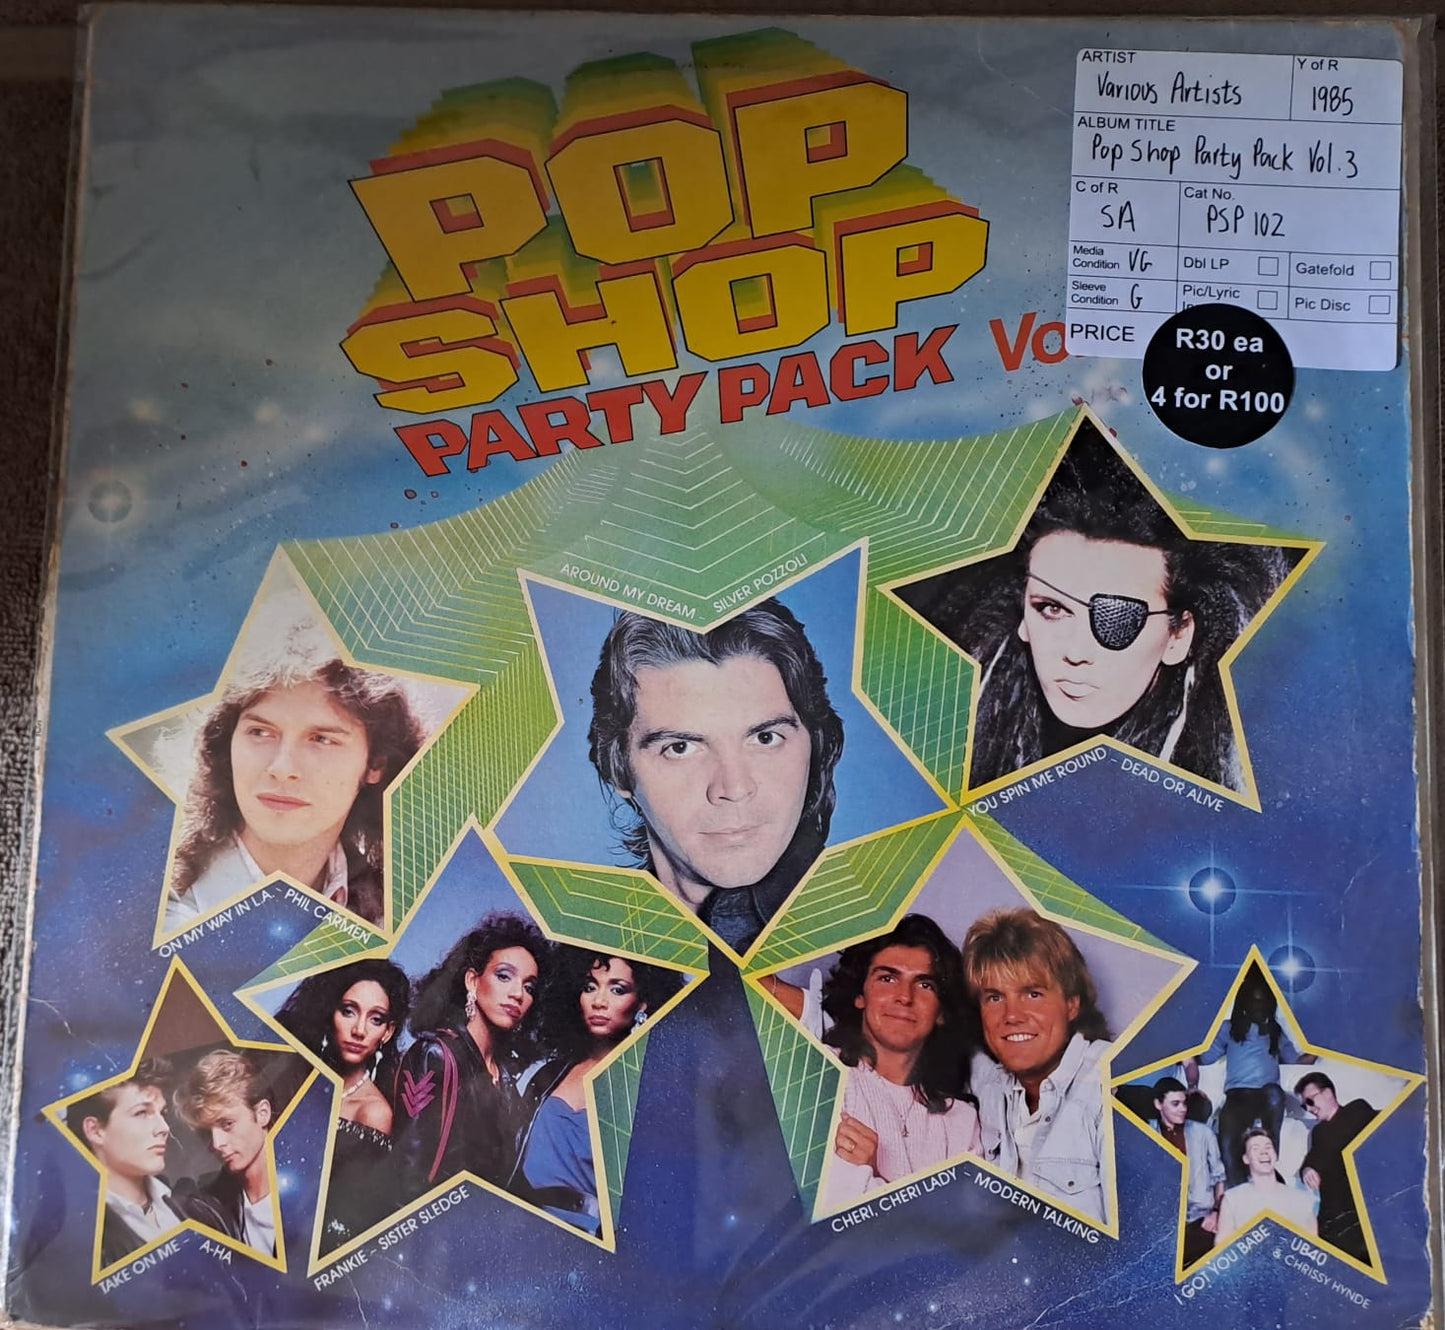 POP
SHOP
PARTY PACK Vo
ARTIST
Various Artists
Y of R
1985
ALBUM TITLE
Pop Shop Party Pack Vol.3
C of R
SA
Cat No.
PSP 102
Media
Condition VG
Dbl LP
Gatefold
Sleeve
Condition G
Pic/Lyric
Pic Disc
PRICE
R30 ea
or
4 for R100
AROUND MY DREAM - SILVER POZZOLI
YOU SPIN ME ROUND - DEAD OR ALIVE
ON MY WAY IN L.A. - PHIL CARMEN
TAKE ON ME - A-HA
FRANKIE - SISTER SLEDGE
CHERI, CHERI LADY - MODERN TALKING
I GOT YOU BABE - UB40
& CHRISSY HYNDE